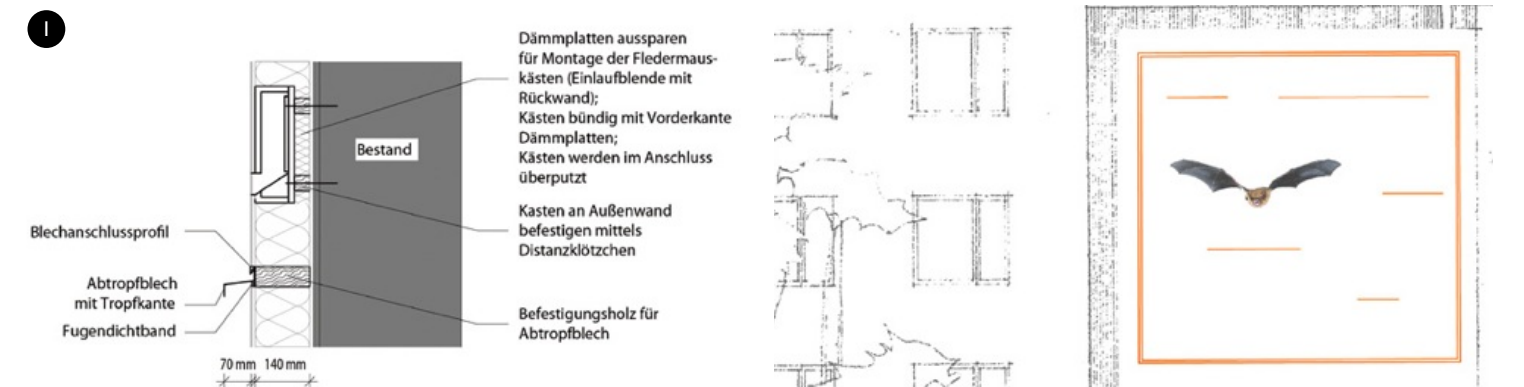 I
Dämmplatten aussparen
für Montage der Fledermaus-
kästen (Einlaufblende mit
Rückwand);
Kästen bündig mit Vorderkante
Dämmplatten;
Kästen werden im Anschluss
überputzt
Bestand
Kasten an Außenwand
befestigen mittels
Distanzklötzchen
Blechanschlussprofil
Abtropfblech
mit Tropfkante
Fugendichtband
Befestigungsholz für
Abtropfblech
70 mm 140 mm